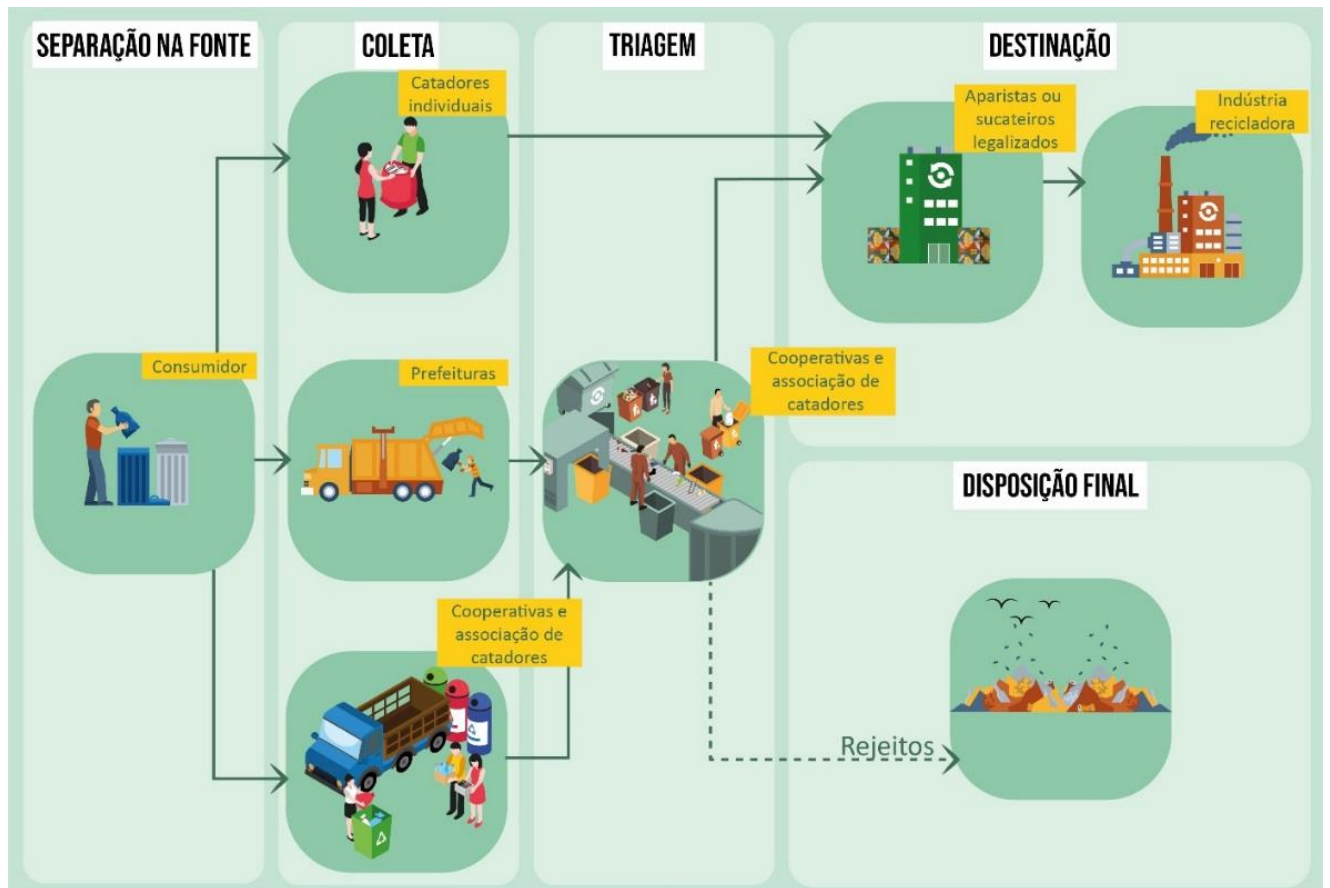 SEPARAÇÃO NA FONTE
COLETA
TRIAGEM
DESTINAÇÃO
Catadores
individuais
Aparistas ou
sucateiros
legalizados
Indústria
recicladora
Consumidor
Prefeituras
Cooperativas e
associação de
catadores
DISPOSIÇÃO FINAL
Cooperativas e
associação de
catadores
Rejeitos